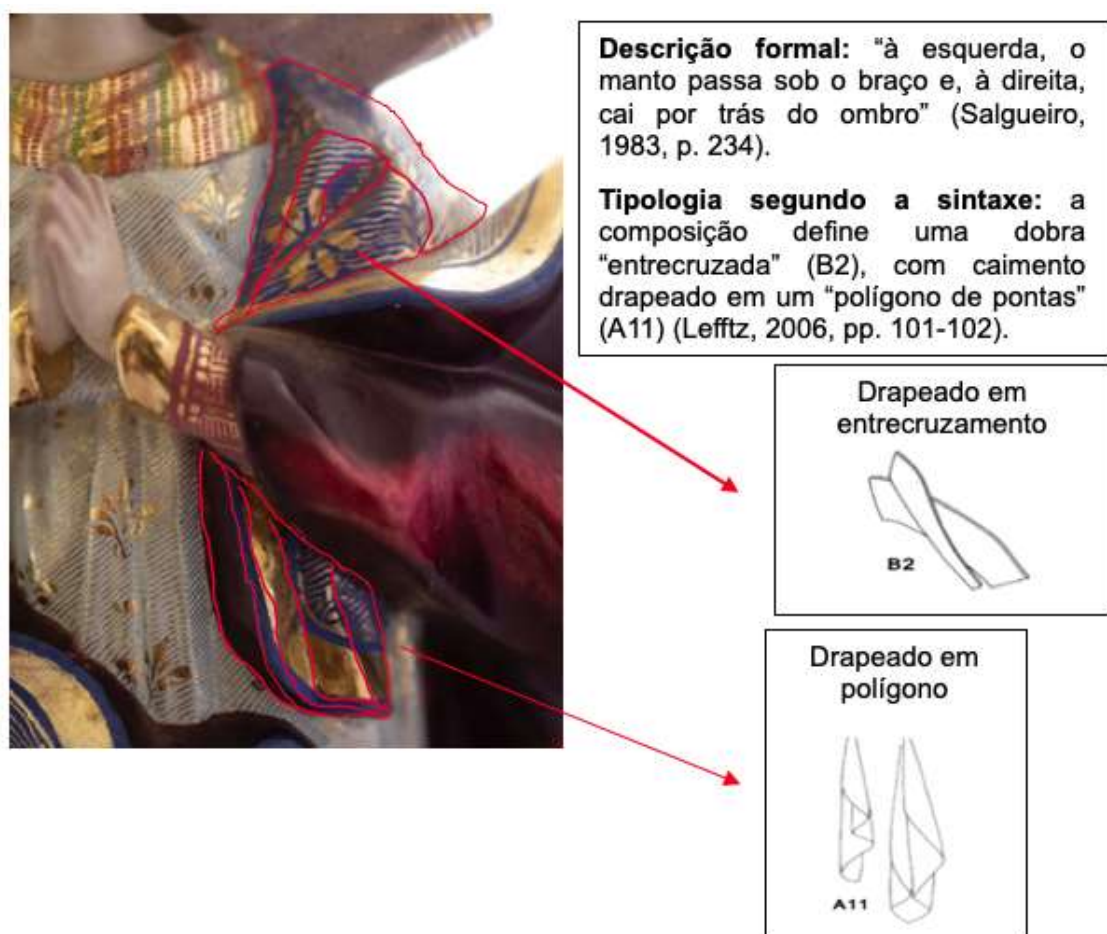 Descrição formal: “à esquerda, o
manto passa sob o braço e, à direita,
cai por trás do ombro” (Salgueiro,
1983, p. 234).
Tipologia segundo a sintaxe: a
composição define uma dobra
“entrecruzada” (B2), com caimento
drapeado em um “polígono de pontas”
(A11) (Lefftz, 2006, pp. 101-102).
Drapeado em
entrecruzamento
B2
Drapeado em
polígono
A11